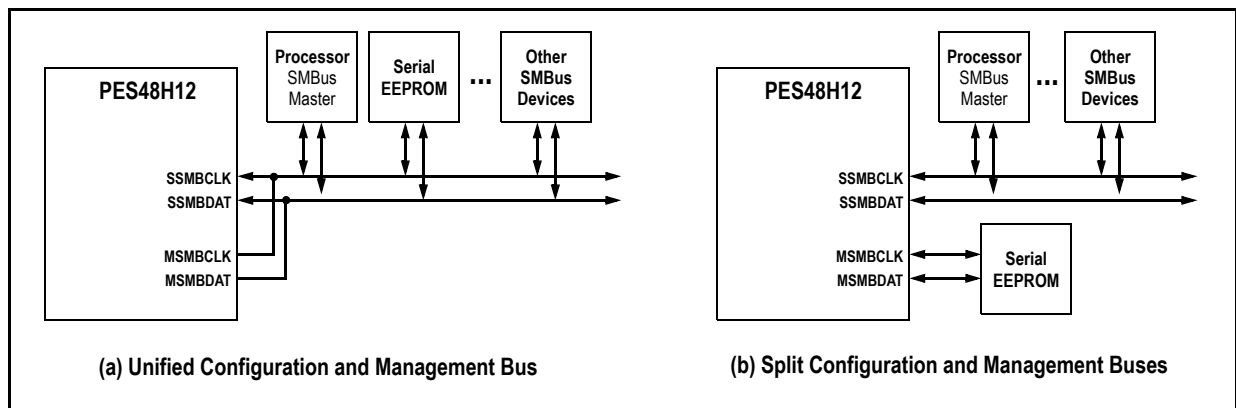 PES48H12
Processor
SMBus
Master
Serial
EEPROM
...
Other
SMBus
Devices
SSMBCLK
SSMBDAT
MSMBCLK
MSMBDAT
(a) Unified Configuration and Management Bus
PES48H12
Processor
SMBus
Master
...
Other
SMBus
Devices
SSMBCLK
SSMBDAT
MSMBCLK
MSMBDAT
Serial
EEPROM
(b) Split Configuration and Management Buses